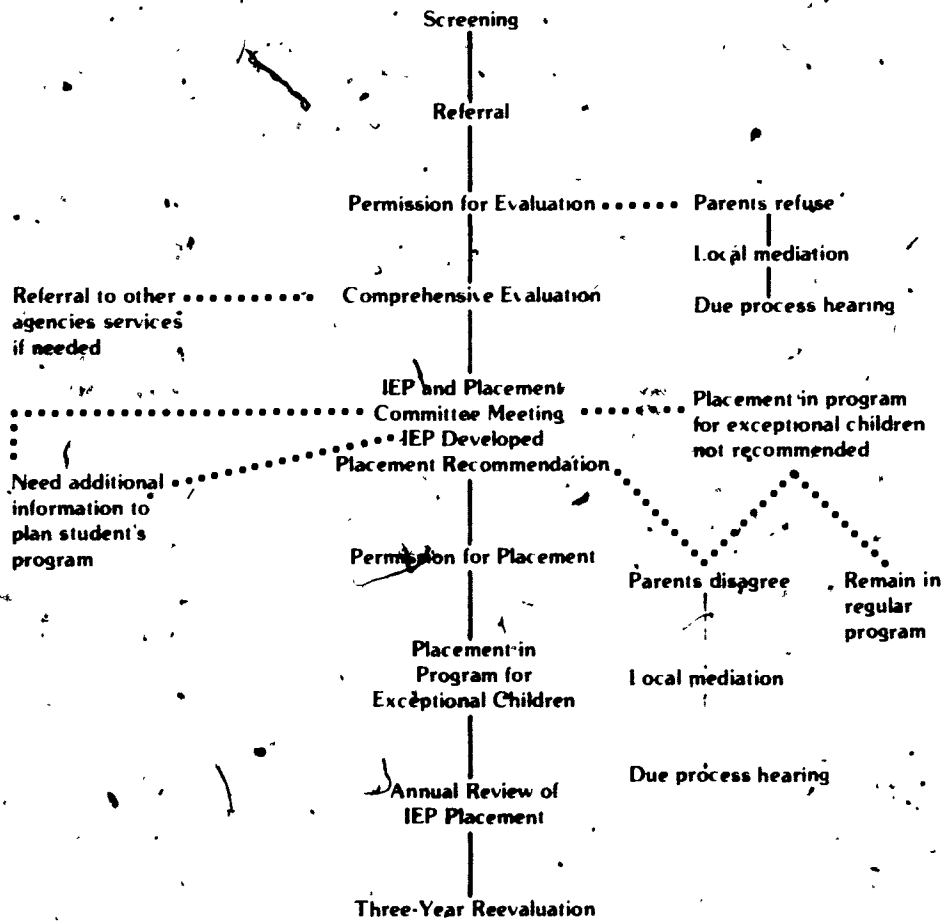 Screening
Referral
Permission for Evaluation
Parents refuse
Local mediation
Due process hearing
Comprehensive Evaluation
Referral to other
agencies services
if needed
IEP and Placement
Committee Meeting
IEP Developed
Placement Recommendation
Placement in program
for exceptional children
not recommended
Need additional
information to
plan student's
program
Permission for Placement
Parents disagree
Remain in
regular
program
Placement in
Program for
Exceptional Children
Local mediation
Due process hearing
Annual Review of
IEP Placement
Three-Year Reevaluation